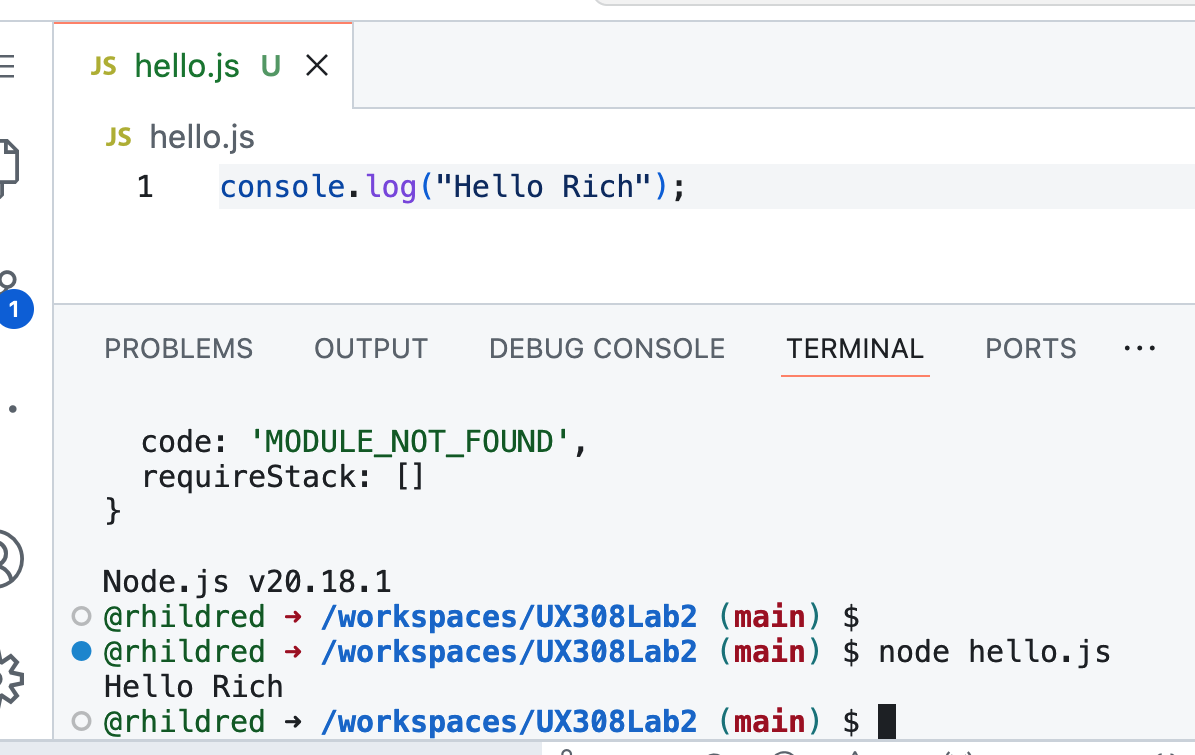 JS hello.js U
JS hello.js
1 console.log("Hello Rich");
1
PROBLEMS OUTPUT DEBUG CONSOLE TERMINAL PORTS ...
code: 'MODULE_NOT_FOUND',
requireStack: []
}
Node.js v20.18.1
@rhildred → /workspaces/UX308Lab2 (main) $
@rhildred → /workspaces/UX308Lab2 (main) $ node hello.js
Hello Rich
@rhildred → /workspaces/UX308Lab2 (main) $